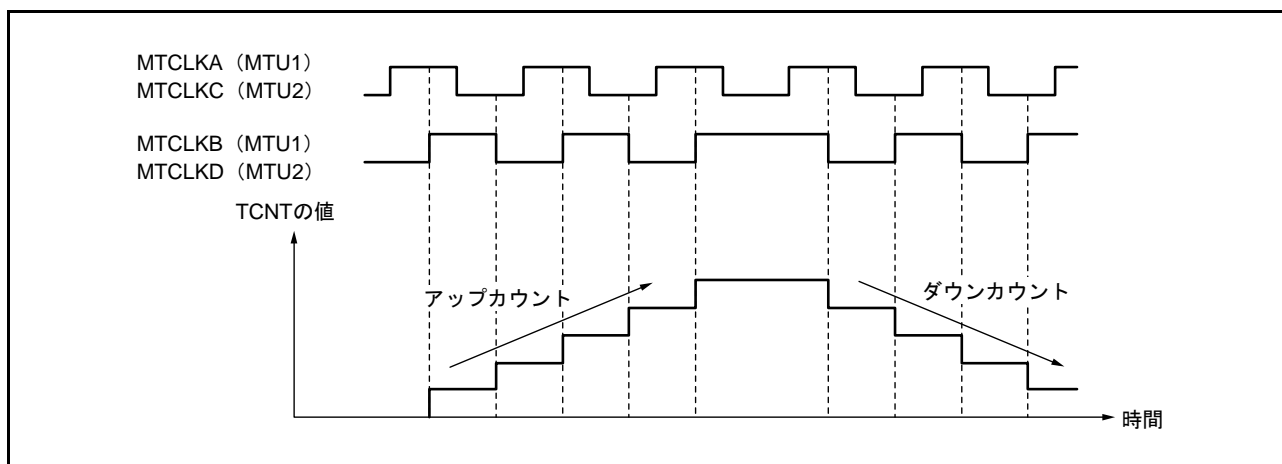 MTCLKA（MTU1）
MTCLKC（MTU2）
MTCLKB（MTU1）
MTCLKD（MTU2）
TCNTの値
アップカウント
ダウンカウント
時間